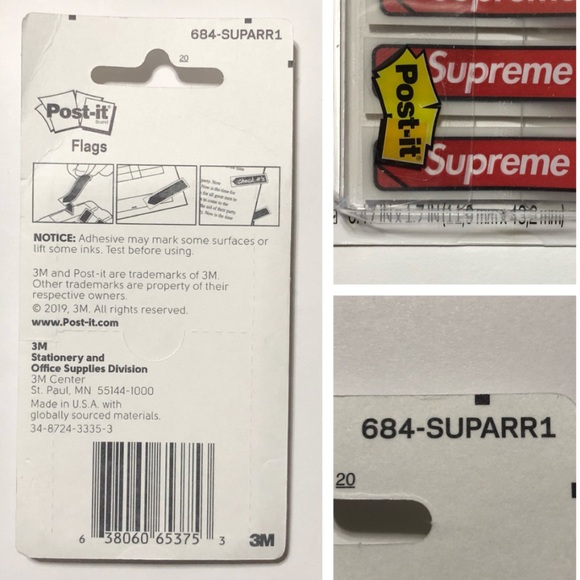 684-SUPARR1
20
Post-it
Brand
Flags
Check #'s
NOTICE: Adhesive may mark some surfaces or
lift some inks. Test before using.
3M and Post-it are trademarks of 3M.
Other trademarks are property of their
respective owners.
© 2019, 3M. All rights reserved.
www.Post-it.com
3M
Stationery and
Office Supplies Division
3M Center
St. Paul, MN 55144-1000
Made in U.S.A. with
globally sourced materials.
34-8724-3335-3
6 38060 65375 3
3M
Supreme
Supreme
Post-it
Supreme
684-SUPARR1
20